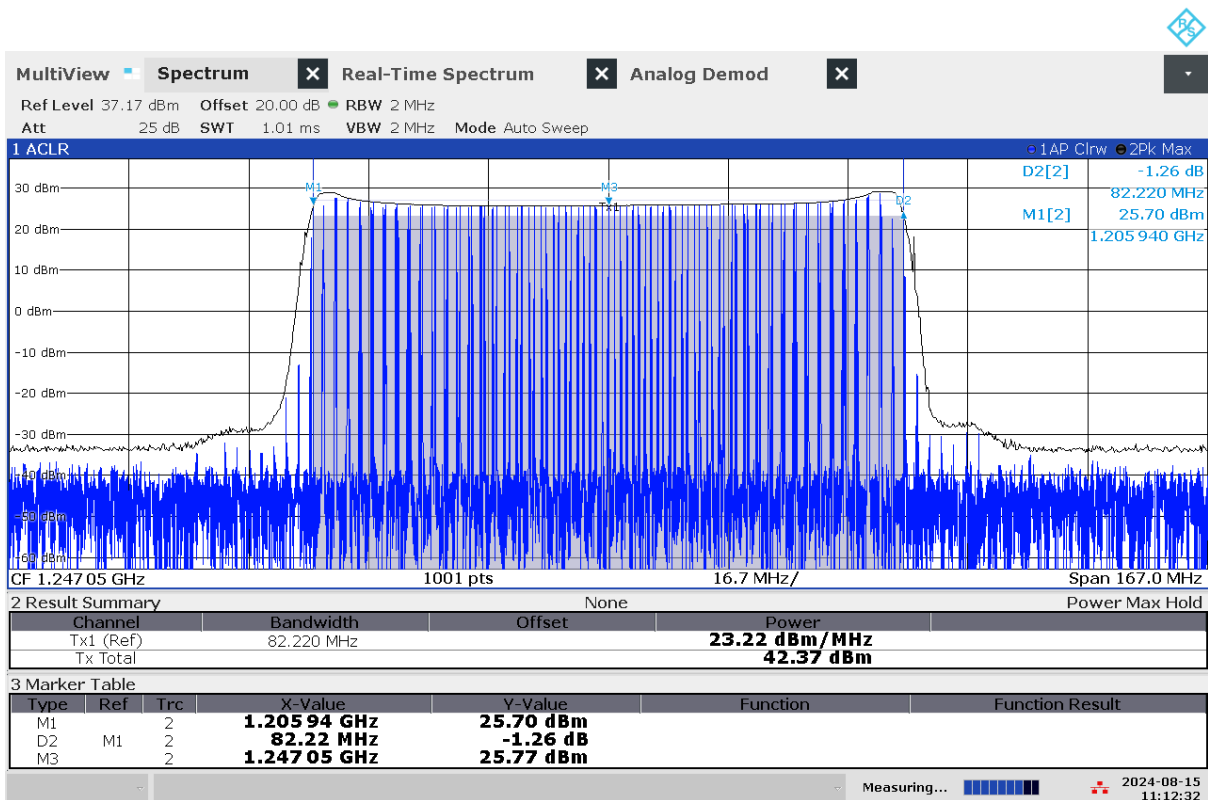 R&S
MultiView Spectrum X Real-Time Spectrum X Analog Demod X
Ref Level 37.17 dBm Offset 20.00 dB RBW 2 MHz
Att 25 dB SWT 1.01 ms VBW 2 MHz Mode Auto Sweep
1 ACLR 1AP Clrw 2Pk Max
D2[2] -1.26 dB
82.220 MHz
M1[2] 25.70 dBm
1.205 940 GHz
M1 M3 D2
Tx1
30 dBm
20 dBm
10 dBm
0 dBm
-10 dBm
-20 dBm
-30 dBm
-40 dBm
-50 dBm
-60 dBm
CF 1.247 05 GHz 1001 pts 16.7 MHz/ Span 167.0 MHz
2 Result Summary None Power Max Hold
Channel Bandwidth Offset Power
Tx1 (Ref) 82.220 MHz 23.22 dBm/MHz
Tx Total 42.37 dBm
3 Marker Table
Type Ref Trc X-Value Y-Value Function Function Result
M1 2 1.205 94 GHz 25.70 dBm
D2 M1 2 82.22 MHz -1.26 dB
M3 2 1.247 05 GHz 25.77 dBm
Measuring... 2024-08-15
11:12:32